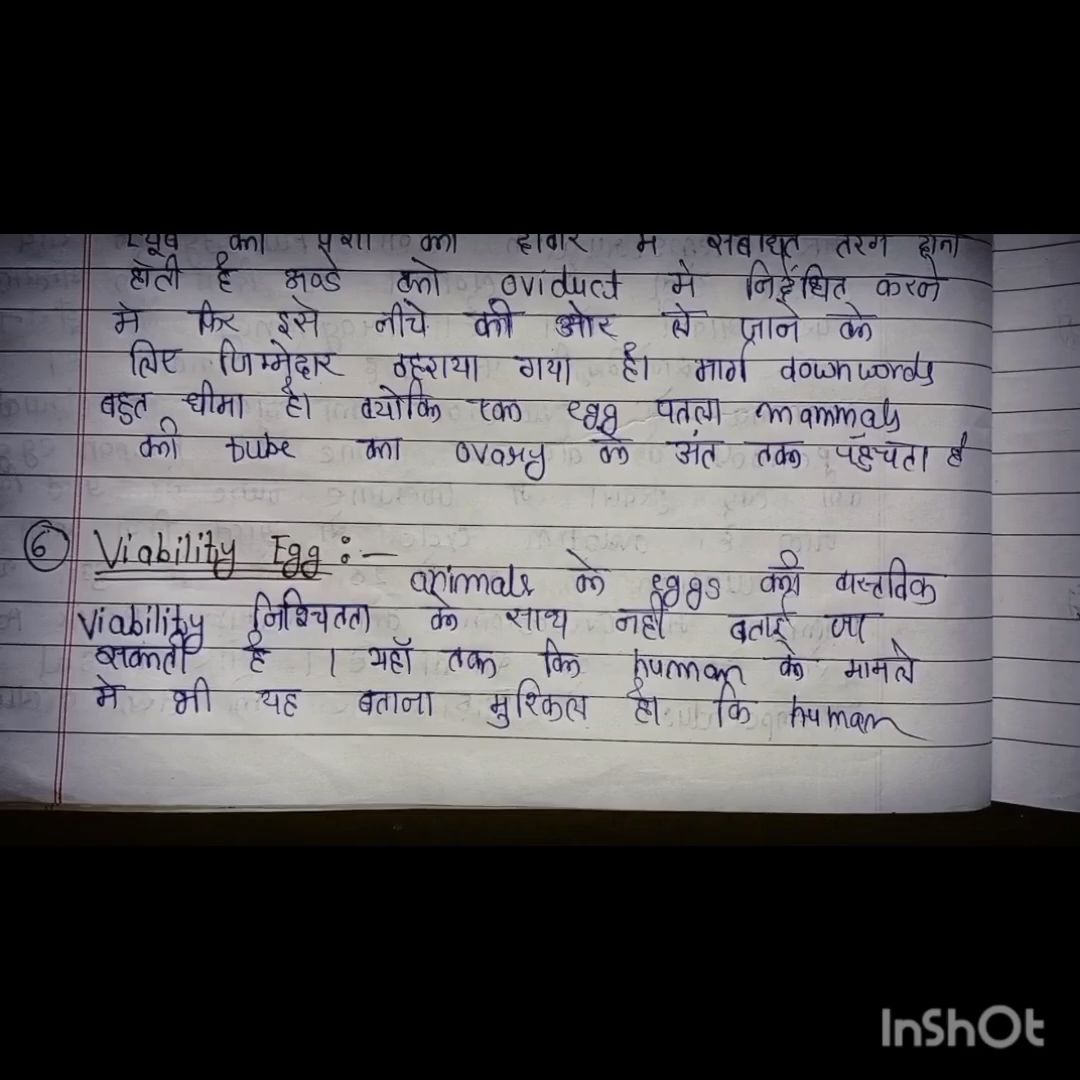 की
होती है अण्डे को oviduct में निर्देशित करने
मे फिर इसे नीचे की ओर ले जाने के
लिए जिम्मेदार ठहराया गया है। मार्ग downwords
बहुत धीमा है। क्योकि एक egg पतला mammals
की tube का ovary के अंत तक पहुँचता है
6 Viability Egg :—
animals के eggs की वास्तविक
Viability निश्चितता के साथ नही बताई जा
सकती है । यहाँ तक कि human के मामले
मे भी यह बताना मुश्किल है। कि human
InShOt